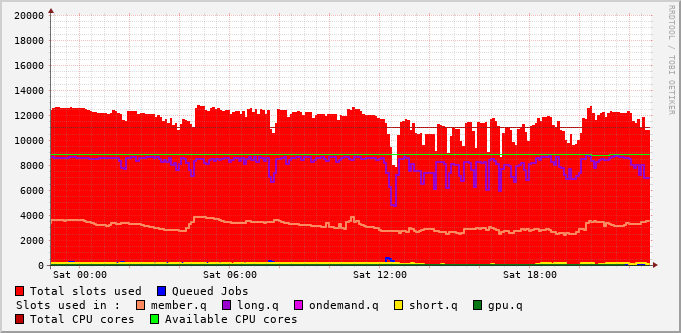 20000
18000
16000
14000
12000
10000
8000
6000
4000
2000
0
Sat 00:00 Sat 06:00 Sat 12:00 Sat 18:00
Total slots used Queued Jobs
Slots used in : member.q long.q ondemand.q short.q gpu.q
Total CPU cores Available CPU cores
RRDTOOL / TOBI OETIKER